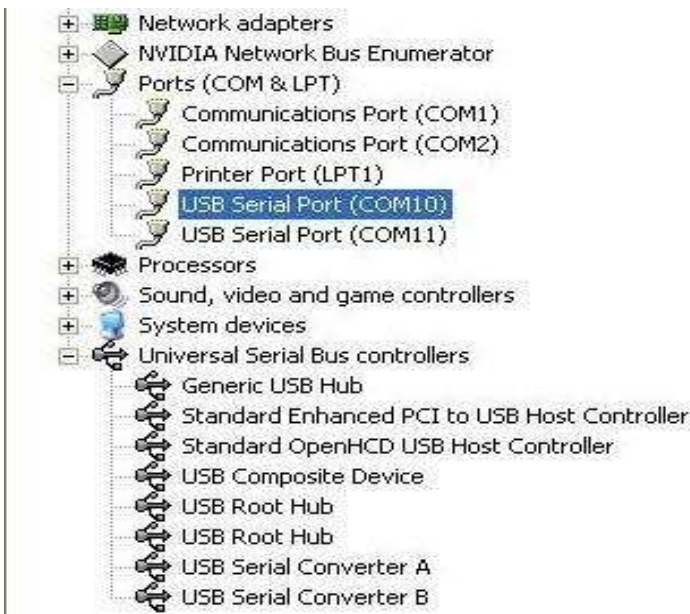 Network adapters
NVIDIA Network Bus Enumerator
Ports (COM & LPT)
Communications Port (COM1)
Communications Port (COM2)
Printer Port (LPT1)
USB Serial Port (COM10)
USB Serial Port (COM11)
Processors
Sound, video and game controllers
System devices
Universal Serial Bus controllers
Generic USB Hub
Standard Enhanced PCI to USB Host Controller
Standard OpenHCD USB Host Controller
USB Composite Device
USB Root Hub
USB Root Hub
USB Serial Converter A
USB Serial Converter B